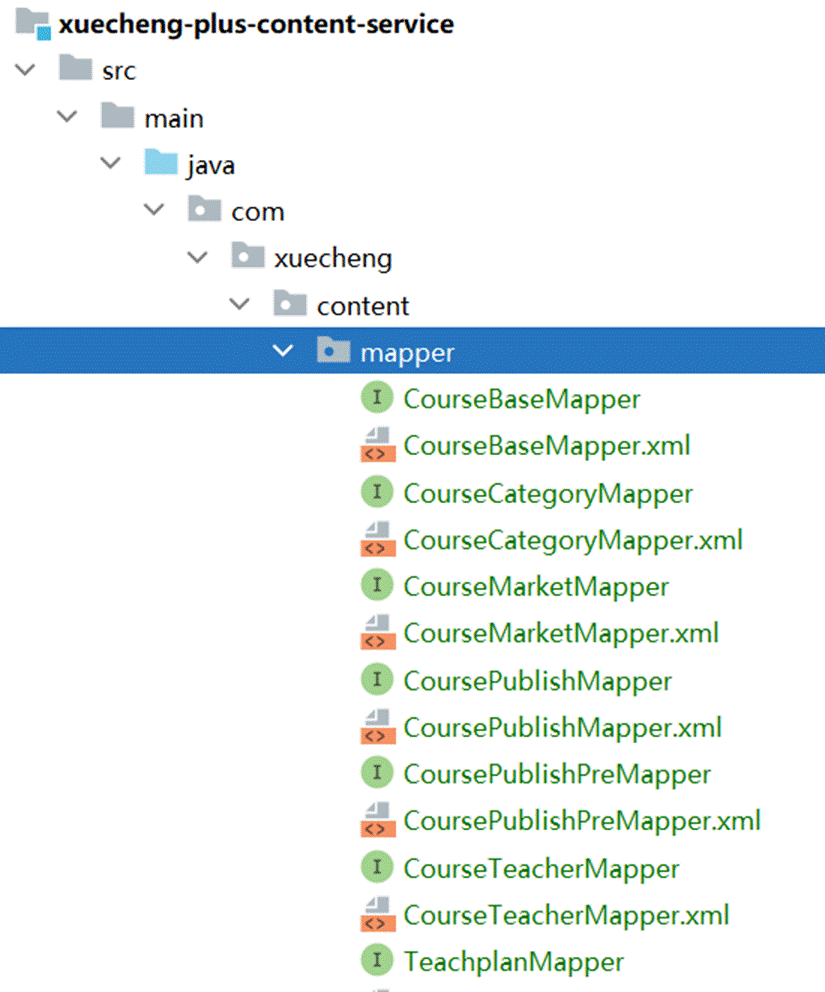 xuecheng-plus-content-service
src
main
java
com
xuecheng
content
mapper
I CourseBaseMapper
<> CourseBaseMapper.xml
I CourseCategoryMapper
<> CourseCategoryMapper.xml
I CourseMarketMapper
<> CourseMarketMapper.xml
I CoursePublishMapper
<> CoursePublishMapper.xml
I CoursePublishPreMapper
<> CoursePublishPreMapper.xml
I CourseTeacherMapper
<> CourseTeacherMapper.xml
I TeachplanMapper